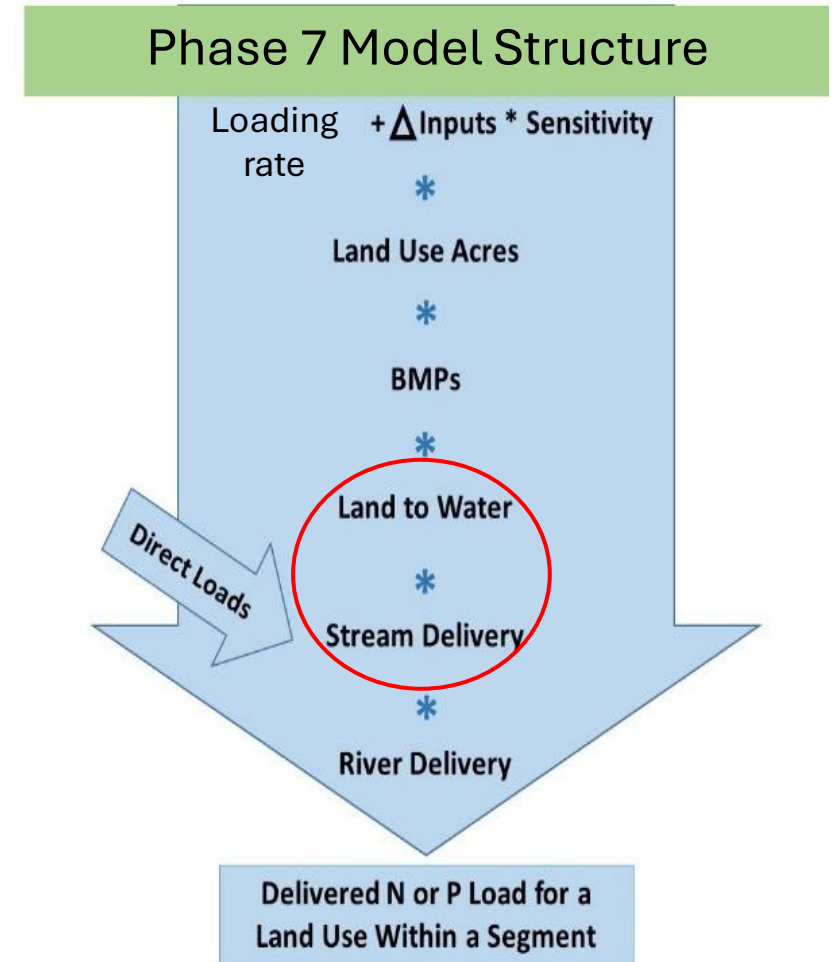 Phase 7 Model Structure
Loading + Δ Inputs * Sensitivity
rate
*
Land Use Acres
*
BMPs
*
Land to Water
*
Direct Loads
Stream Delivery
*
River Delivery
Delivered N or P Load for a
Land Use Within a Segment